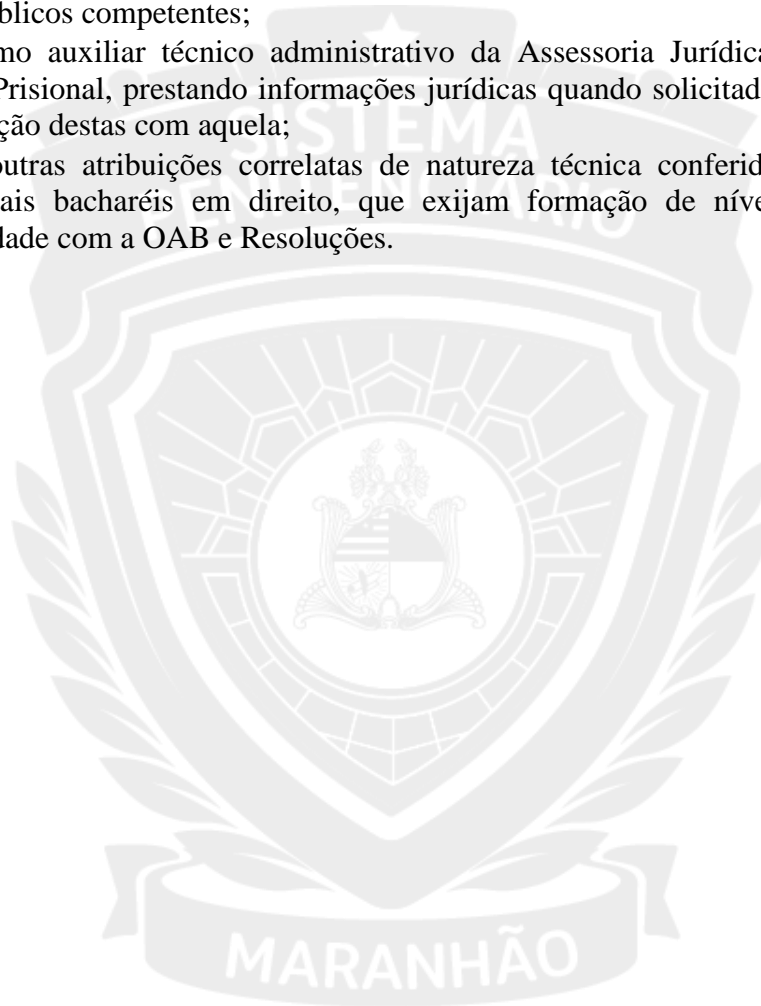 blicos competentes;
mo auxiliar técnico administrativo da Assessoria Jurídica
Prisional, prestando informações jurídicas quando solicitad
ção destas com aquela;
outras atribuições correlatas de natureza técnica conferid
ais bacharéis em direito, que exijam formação de níve
dade com a OAB e Resoluções.
SISTEMA
PENITENCIÁRIO
MARANHÃO